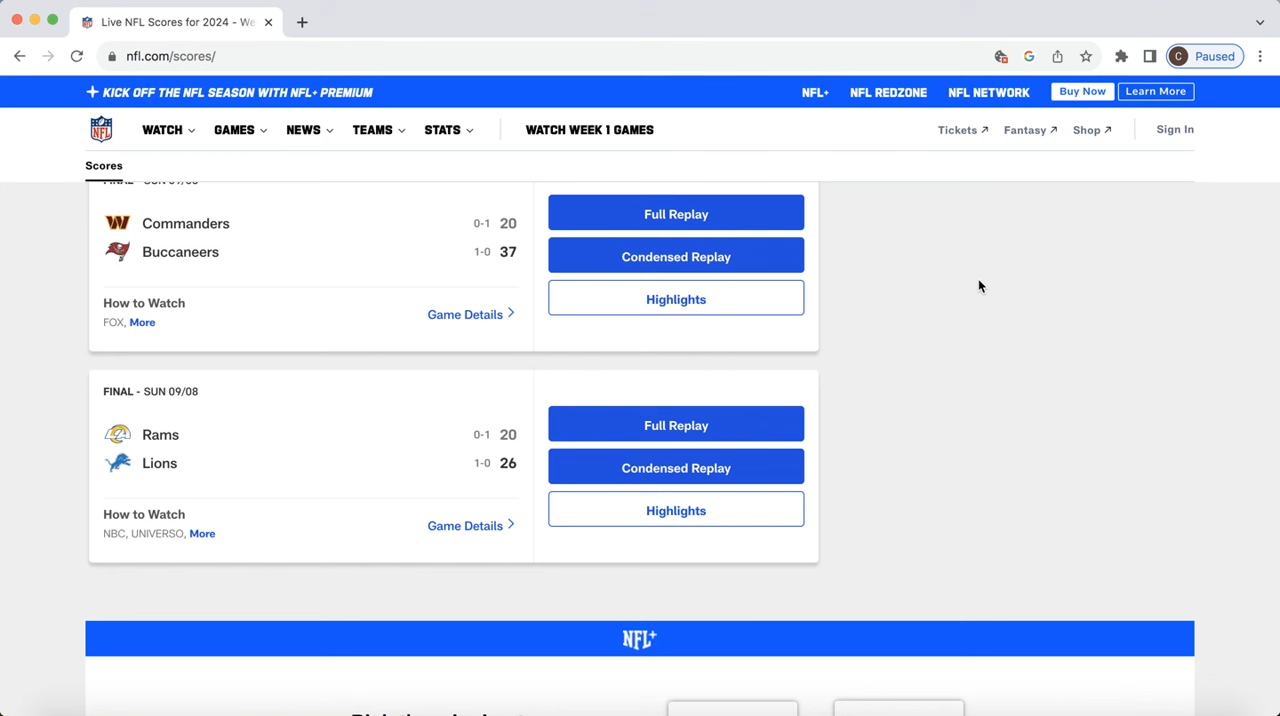 Live NFL Scores for 2024 - We
nfl.com/scores/
C Paused
KICK OFF THE NFL SEASON WITH NFL+ PREMIUM
NFL+ NFL REDZONE NFL NETWORK Buy Now Learn More
NFL WATCH GAMES NEWS TEAMS STATS WATCH WEEK 1 GAMES Tickets Fantasy Shop Sign In
Scores
Commanders 0-1 20
Buccaneers 1-0 37
How to Watch
FOX, More
Game Details
Full Replay
Condensed Replay
Highlights
FINAL - SUN 09/08
Rams 0-1 20
Lions 1-0 26
How to Watch
NBC, UNIVERSO, More
Game Details
Full Replay
Condensed Replay
Highlights
NFL+